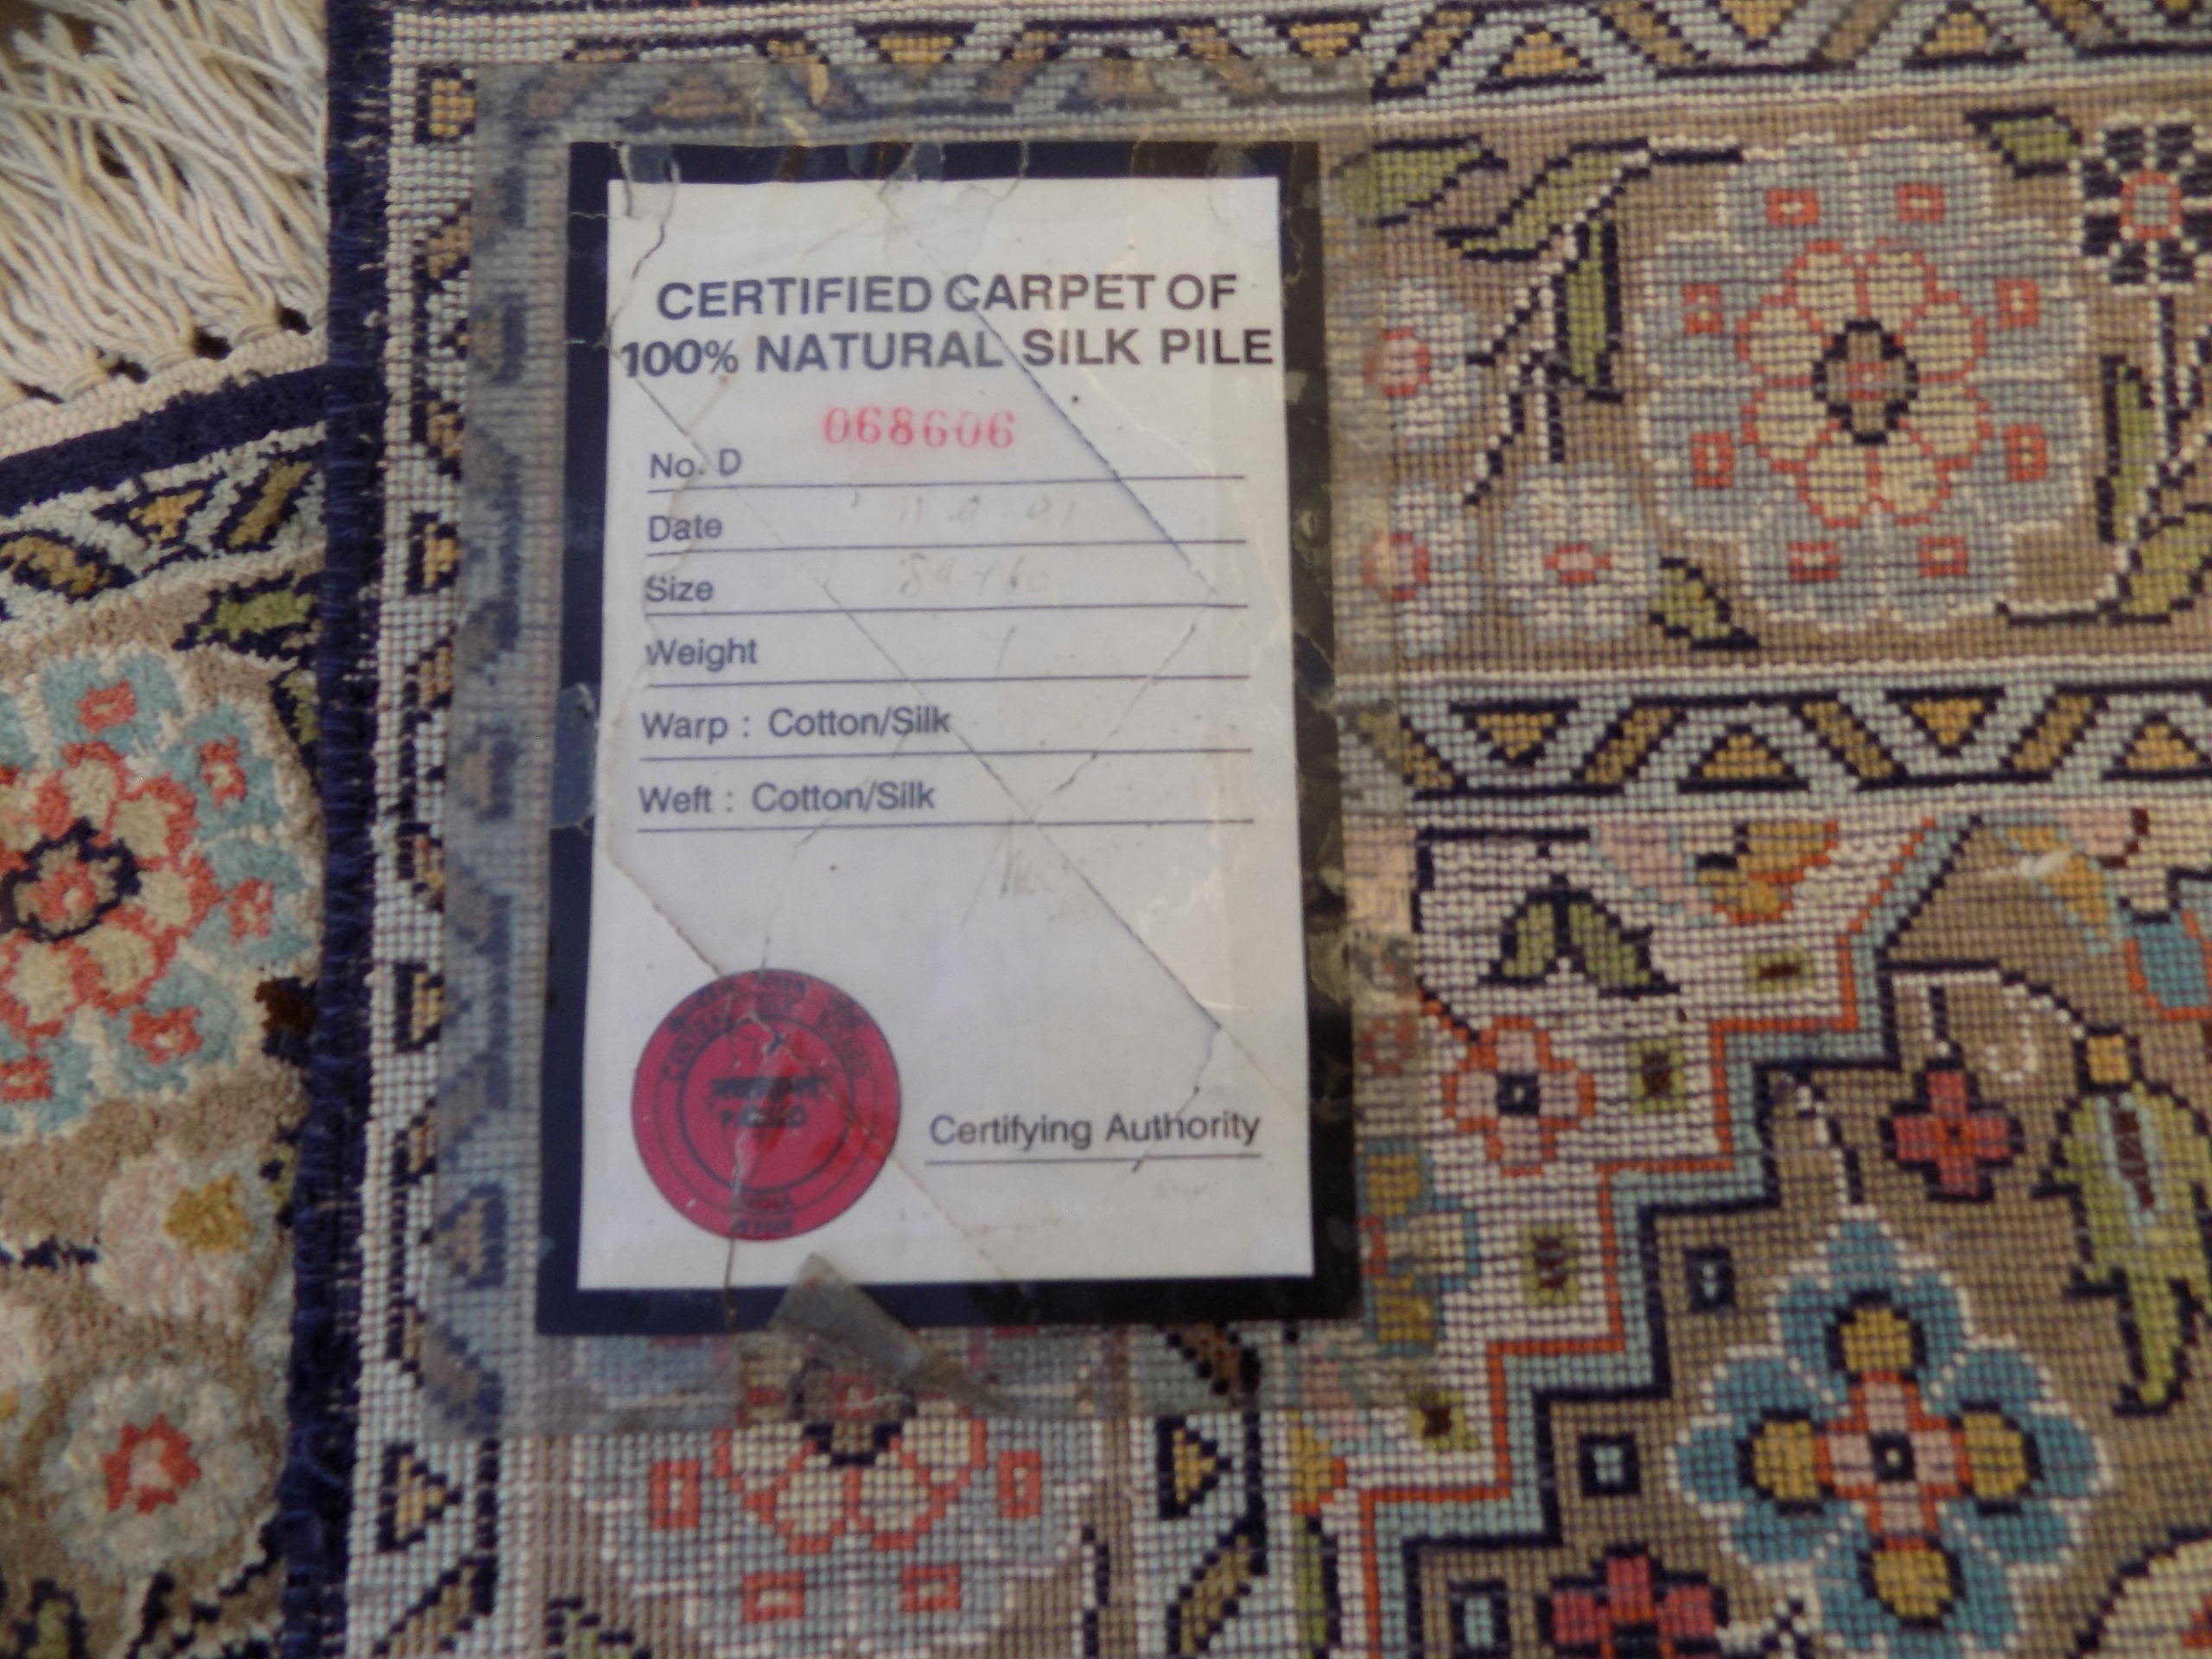 CERTIFIED CARPET OF
100% NATURAL SILK PILE
068606
No. D
Date
Size
Weight
Warp : Cotton/Silk
Weft : Cotton/Silk
Certifying Authority